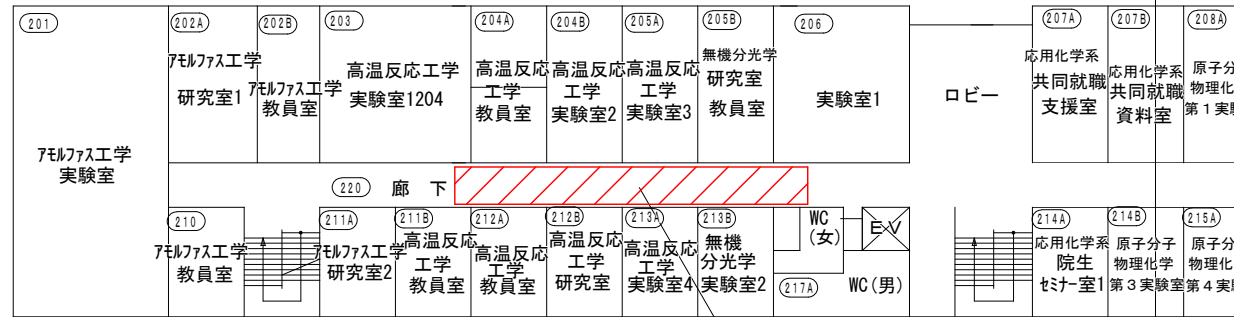 201
アモルファス工学
実験室
202A
アモルファス工学
研究室1
202B
アモルファス工学
教員室
203
高温反応工学
実験室1204
204A
高温反応
工学
教員室
204B
高温反応
工学
実験室2
205A
高温反応
工学
実験室3
205B
無機分光学
研究室
教員室
206
実験室1
ロビー
207A
応用化学系
共同就職
支援室
207B
応用化学系
共同就職
資料室
208A
原子分
物理化
第1実験
220
廊 下
210
アモルファス工学
教員室
211A
アモルファス工学
研究室2
211B
高温反応
工学
教員室
212A
高温反応
工学
教員室
212B
高温反応
工学
研究室
213A
高温反応
工学
実験室4
213B
無機
分光学
実験室2
WC
(女)
EV
217A
WC(男)
214A
応用化学系
院生
セミナー室1
214B
原子分子
物理化学
第3実験室
215A
原子分
物理化
第4実験